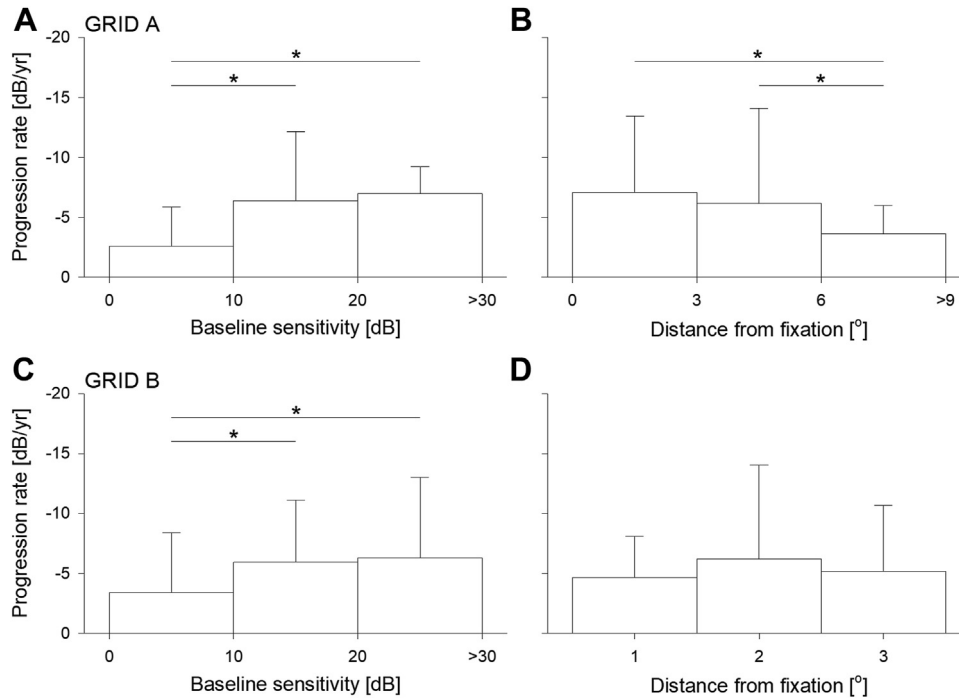 A
GRID A
Progression rate [dB/yr]
-20
-15
-10
-5
0
*
*
0
10
20
>30
Baseline sensitivity [dB]
B
*
*
0
3
6
>9
Distance from fixation [º]
C
GRID B
Progression rate [dB/yr]
-20
-15
-10
-5
0
*
*
0
10
20
>30
Baseline sensitivity [dB]
D
1
2
3
Distance from fixation [º]